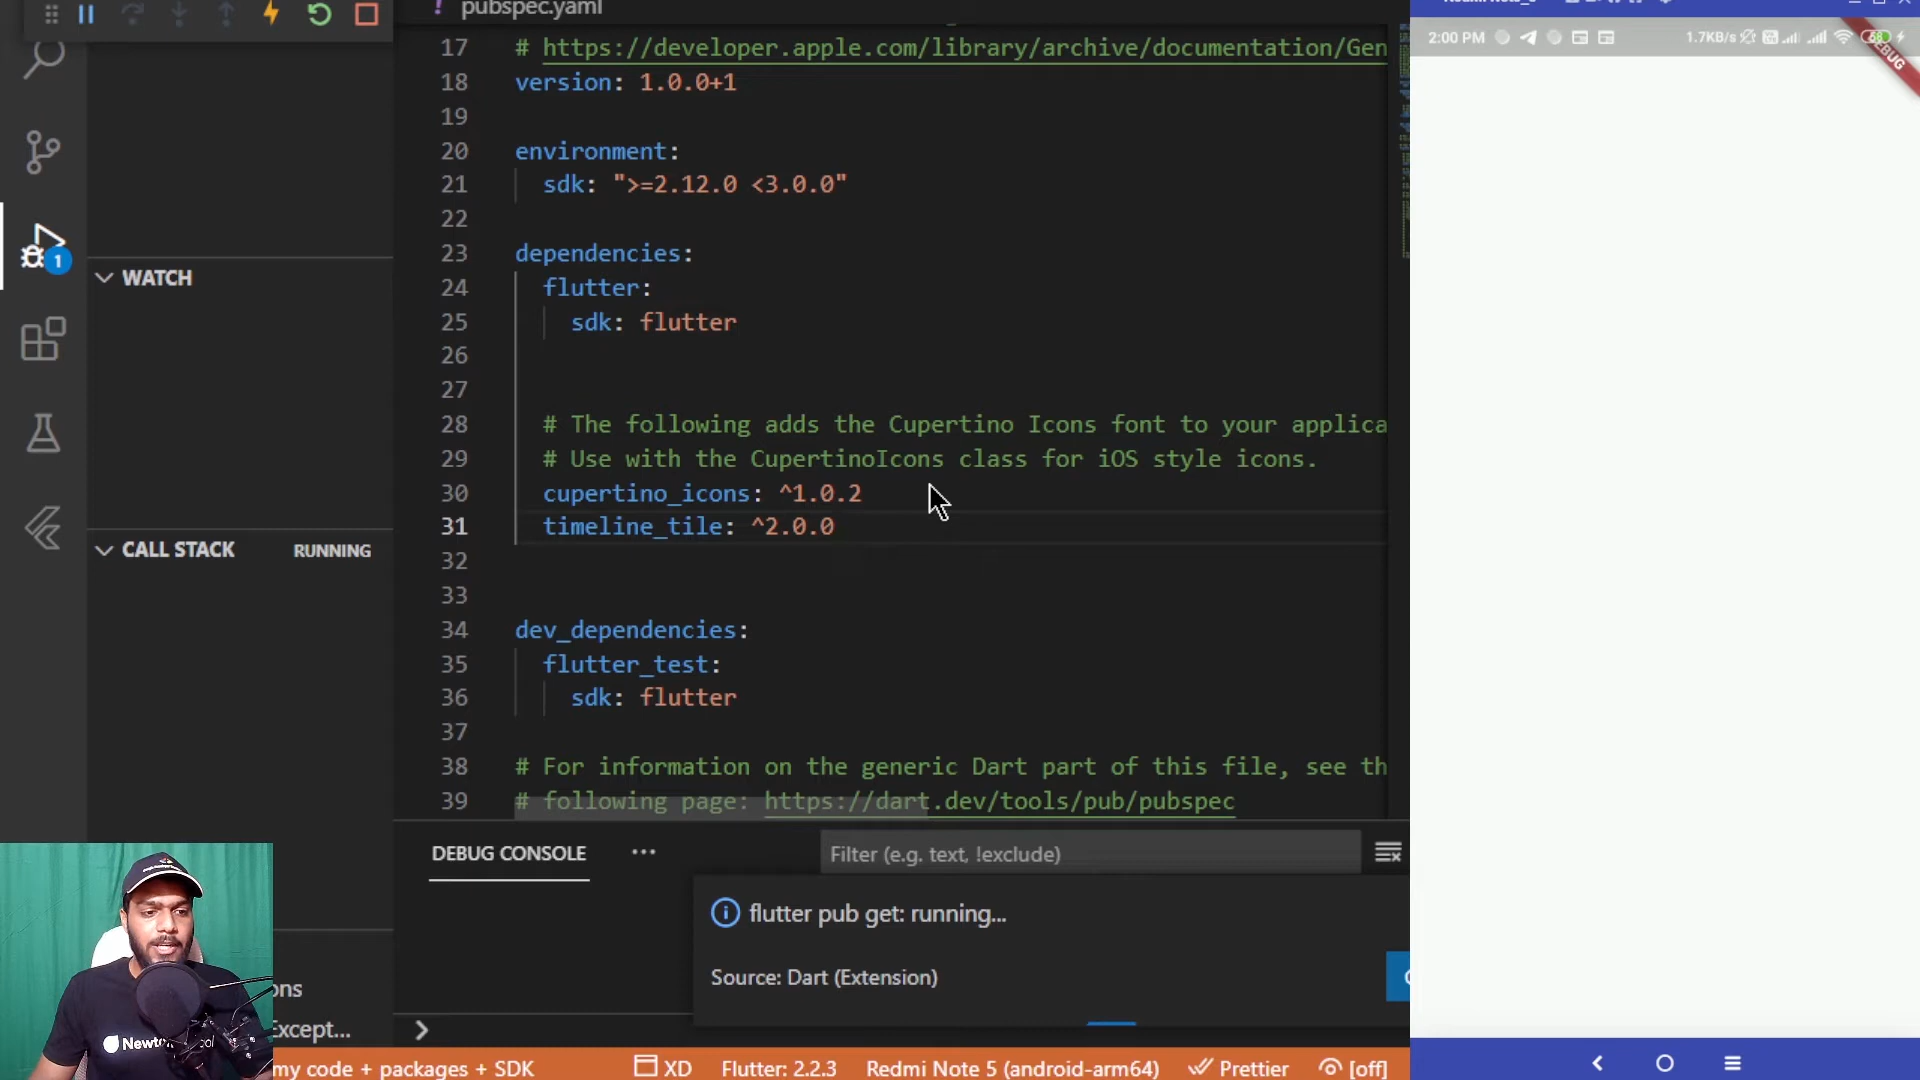 ! pubspec.yaml
17 # https://developer.apple.com/library/archive/documentation/Gen
18 version: 1.0.0+1
19
20 environment:
21 sdk: ">=2.12.0 <3.0.0"
22
23 dependencies:
24 flutter:
25 sdk: flutter
26
27
28 # The following adds the Cupertino Icons font to your applica
29 # Use with the CupertinoIcons class for iOS style icons.
30 cupertino_icons: ^1.0.2
31 timeline_tile: ^2.0.0
32
33
34 dev_dependencies:
35 flutter_test:
36 sdk: flutter
37
38 # For information on the generic Dart part of this file, see th
39 # following page: https://dart.dev/tools/pub/pubspec
1
WATCH
CALL STACK RUNNING
DEBUG CONSOLE ...
Filter (e.g. text, !exclude)
flutter pub get: running...
Source: Dart (Extension)
ons
Except...
my code + packages + SDK
XD
Flutter: 2.2.3
Redmi Note 5 (android-arm64)
Prettier
[off]
2:00 PM
1.7KB/s
68